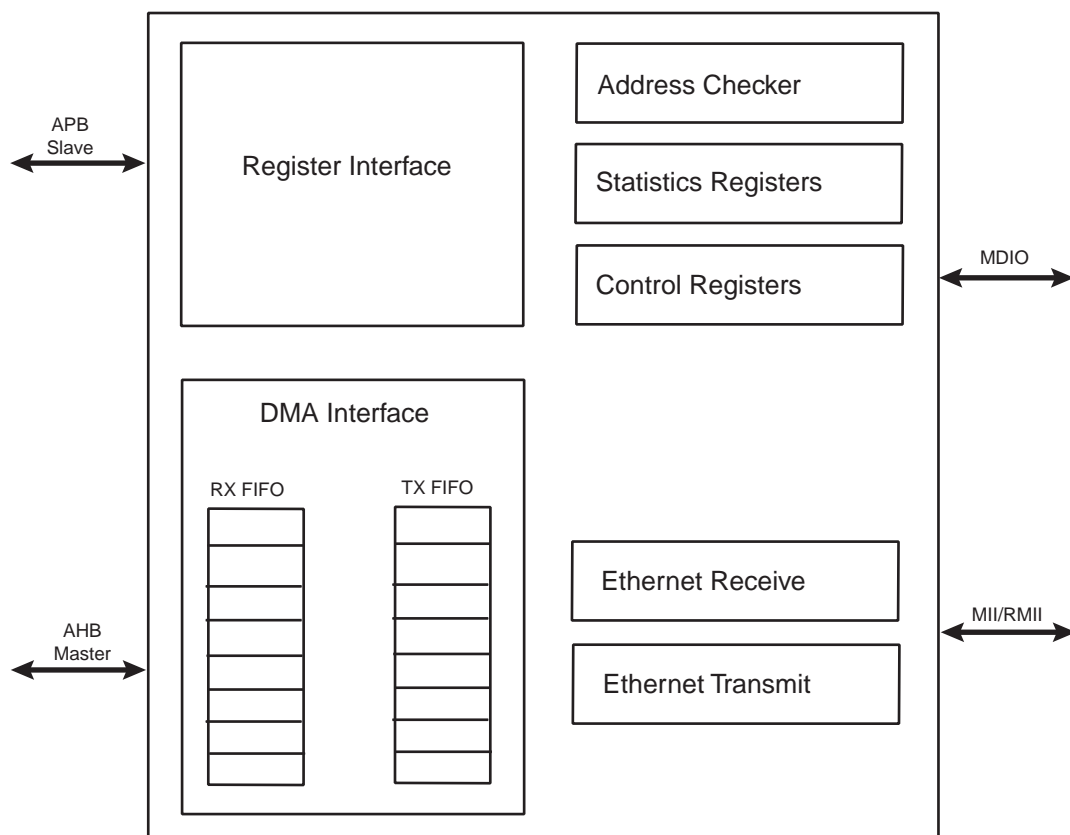 APB
Slave
Register Interface
Address Checker
Statistics Registers
Control Registers
MDIO
DMA Interface
RX FIFO
TX FIFO
AHB
Master
Ethernet Receive
Ethernet Transmit
MII/RMII